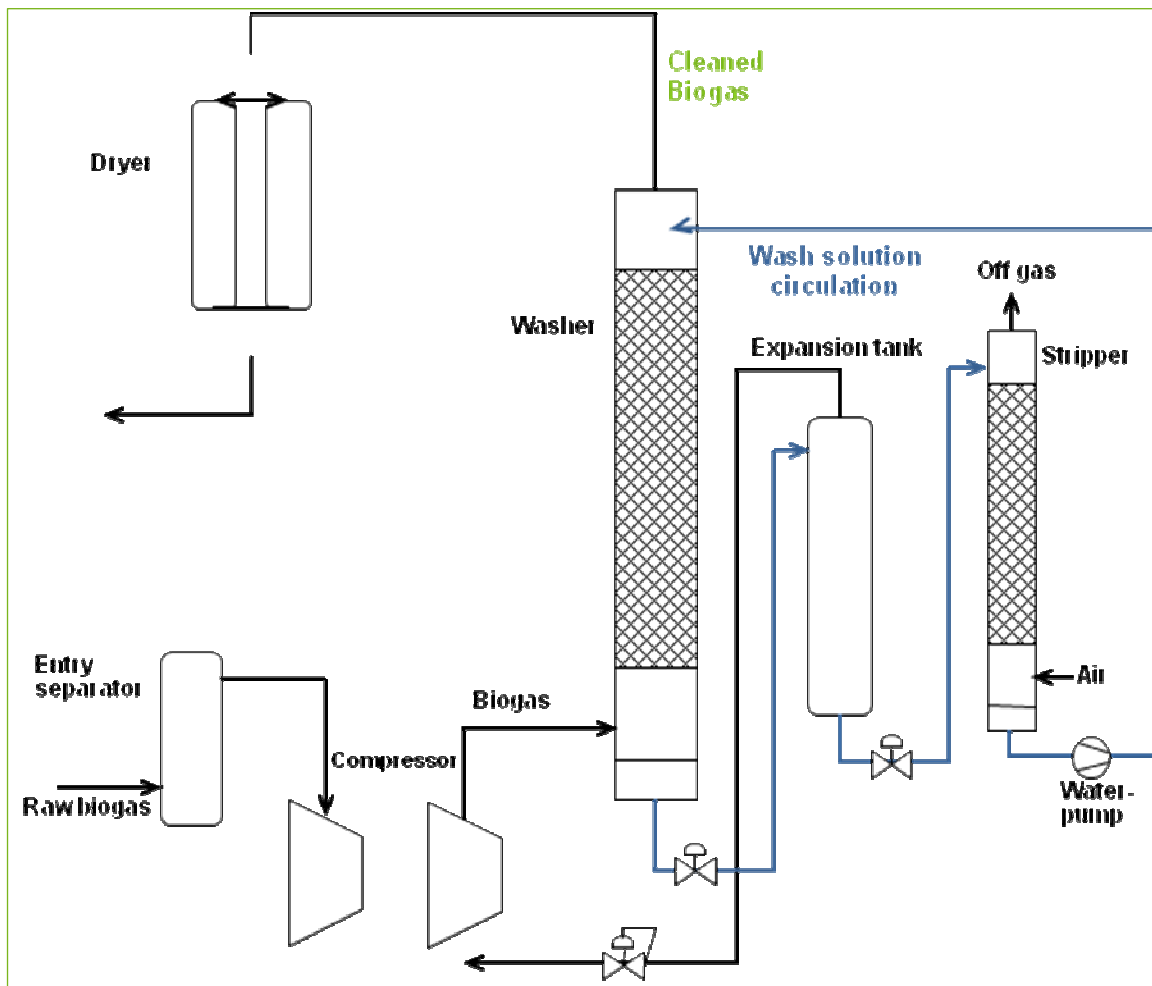 Cleaned
Biogas
Dryer
Wash solution
circulation
Off gas
Washer
Expansion tank
Stripper
Entry
separator
Biogas
Air
Compressor
Raw biogas
Water-
pump